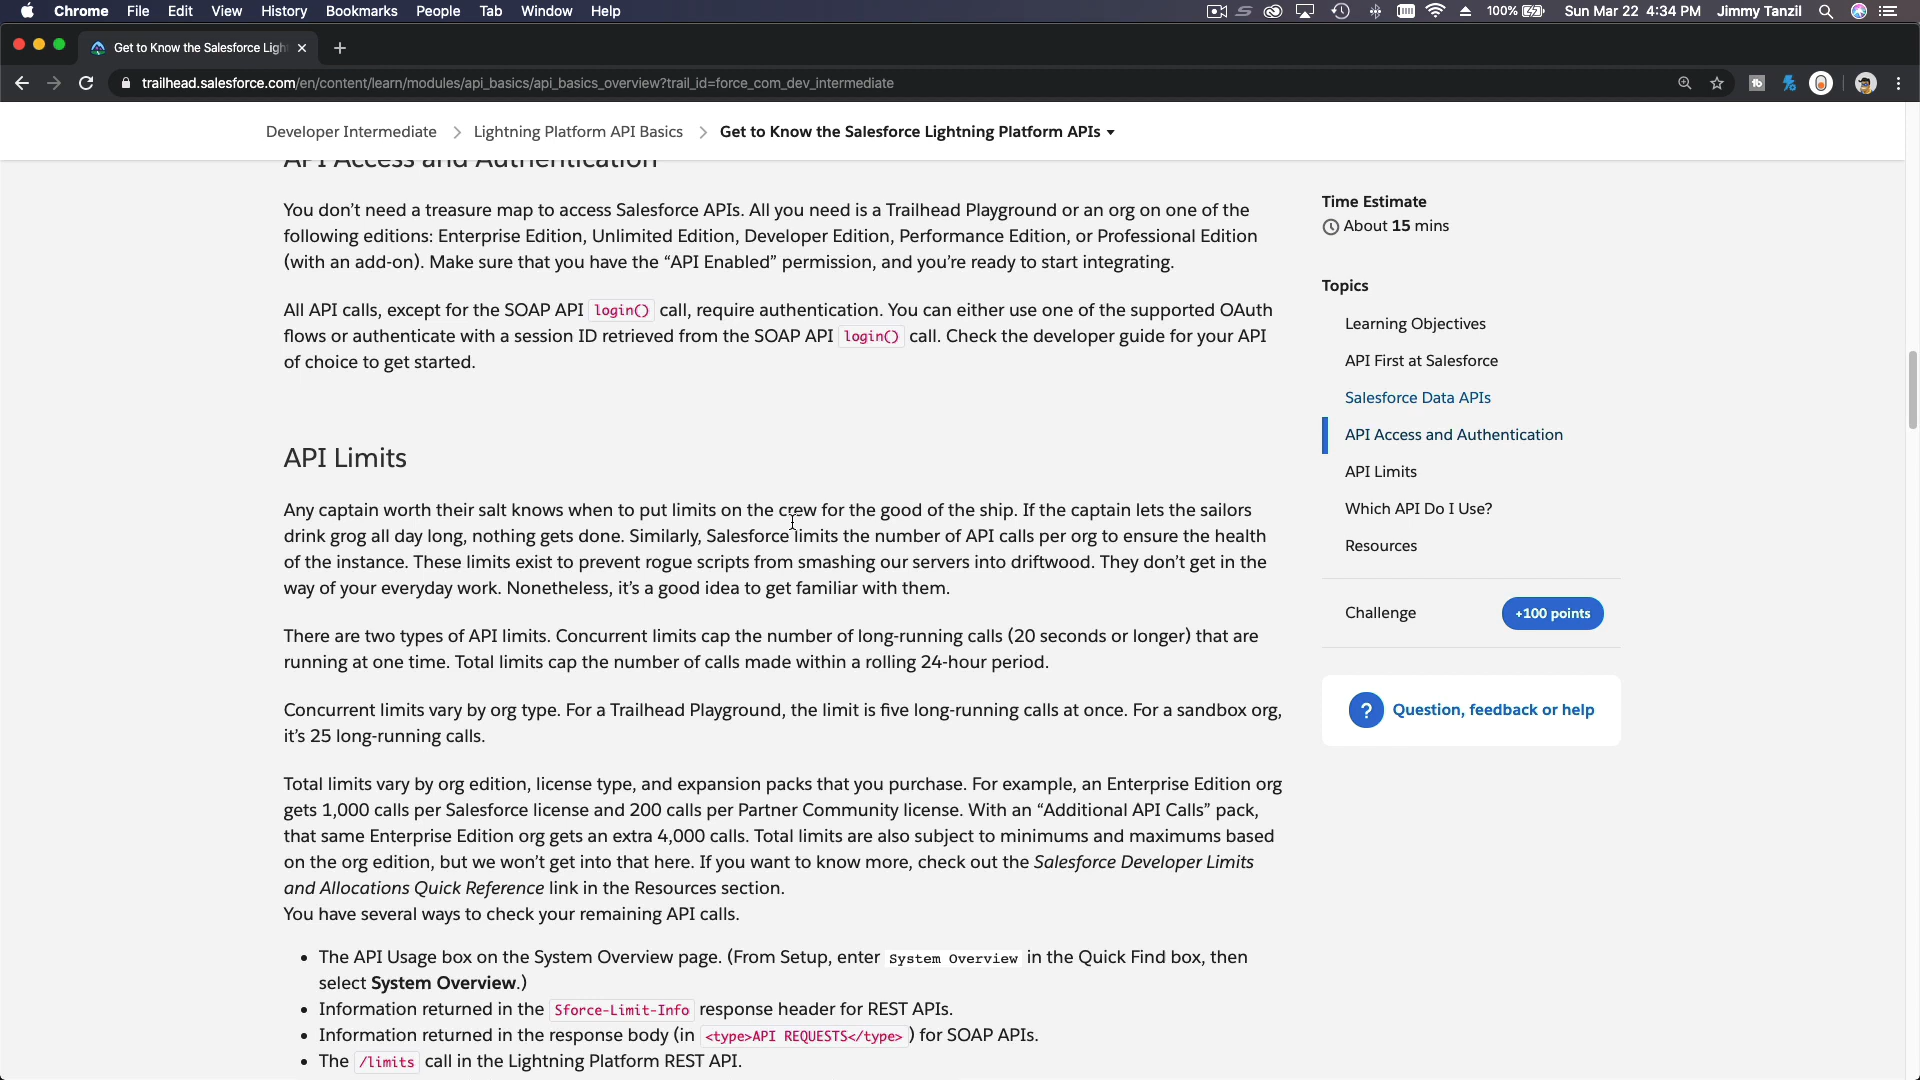 Chrome File Edit View History Bookmarks People Tab Window Help 100% Sun Mar 22 4:34 PM Jimmy Tanzil
Get to Know the Salesforce Ligh
trailhead.salesforce.com/en/content/learn/modules/api_basics/api_basics_overview?trail_id=force_com_dev_intermediate
Developer Intermediate > Lightning Platform API Basics > Get to Know the Salesforce Lightning Platform APIs
API Access and Authentication
You don’t need a treasure map to access Salesforce APIs. All you need is a Trailhead Playground or an org on one of the
following editions: Enterprise Edition, Unlimited Edition, Developer Edition, Performance Edition, or Professional Edition
(with an add-on). Make sure that you have the “API Enabled” permission, and you’re ready to start integrating.
All API calls, except for the SOAP API login() call, require authentication. You can either use one of the supported OAuth
flows or authenticate with a session ID retrieved from the SOAP API login() call. Check the developer guide for your API
of choice to get started.
API Limits
Any captain worth their salt knows when to put limits on the crew for the good of the ship. If the captain lets the sailors
drink grog all day long, nothing gets done. Similarly, Salesforce limits the number of API calls per org to ensure the health
of the instance. These limits exist to prevent rogue scripts from smashing our servers into driftwood. They don’t get in the
way of your everyday work. Nonetheless, it’s a good idea to get familiar with them.
There are two types of API limits. Concurrent limits cap the number of long-running calls (20 seconds or longer) that are
running at one time. Total limits cap the number of calls made within a rolling 24-hour period.
Concurrent limits vary by org type. For a Trailhead Playground, the limit is five long-running calls at once. For a sandbox org,
it’s 25 long-running calls.
Total limits vary by org edition, license type, and expansion packs that you purchase. For example, an Enterprise Edition org
gets 1,000 calls per Salesforce license and 200 calls per Partner Community license. With an “Additional API Calls” pack,
that same Enterprise Edition org gets an extra 4,000 calls. Total limits are also subject to minimums and maximums based
on the org edition, but we won’t get into that here. If you want to know more, check out the Salesforce Developer Limits
and Allocations Quick Reference link in the Resources section.
You have several ways to check your remaining API calls.
• The API Usage box on the System Overview page. (From Setup, enter System Overview in the Quick Find box, then
select System Overview.)
• Information returned in the Sforce-Limit-Info response header for REST APIs.
• Information returned in the response body (in <type>API REQUESTS</type>) for SOAP APIs.
• The /limits call in the Lightning Platform REST API.
Time Estimate
About 15 mins
Topics
Learning Objectives
API First at Salesforce
Salesforce Data APIs
API Access and Authentication
API Limits
Which API Do I Use?
Resources
Challenge +100 points
? Question, feedback or help